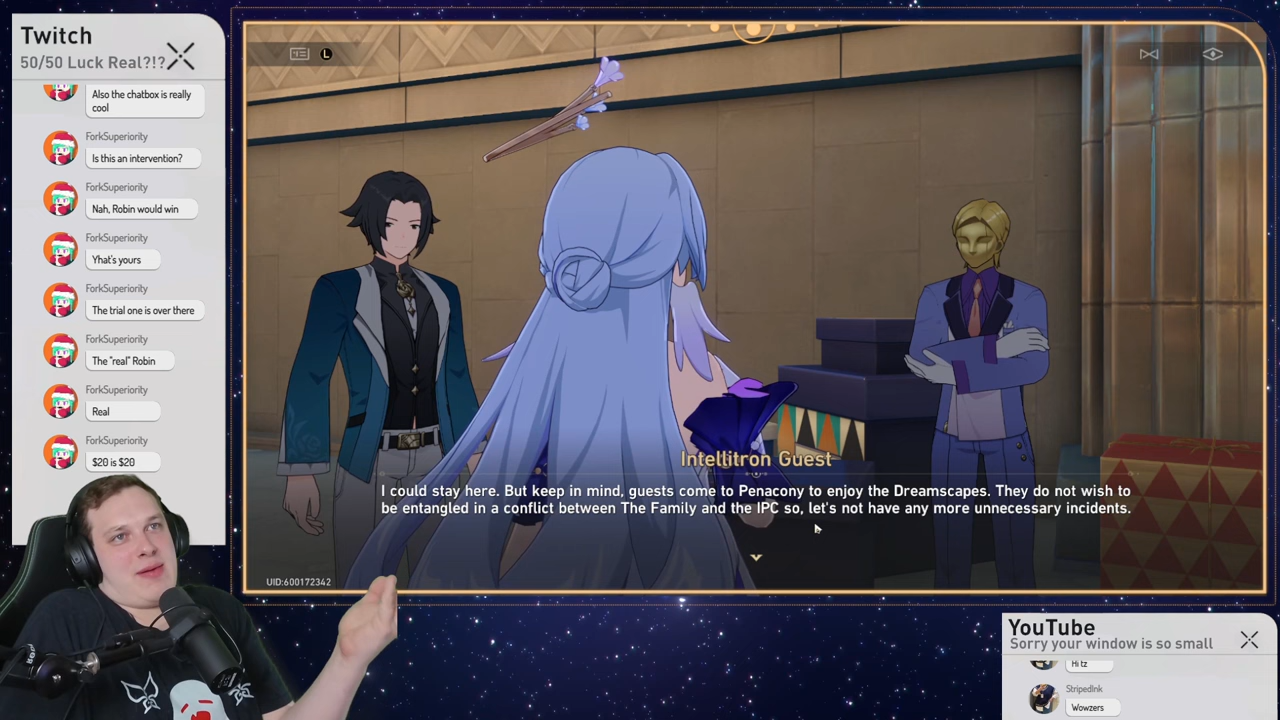 Twitch
50/50 Luck Real?!?
Also the chatbox is really
cool
ForkSuperiority
Is this an intervention?
ForkSuperiority
Nah, Robin would win
ForkSuperiority
Yhat's yours
ForkSuperiority
The trial one is over there
ForkSuperiority
The "real" Robin
ForkSuperiority
Real
ForkSuperiority
$20 is $20
L
Intellitron Guest
I could stay here. But keep in mind, guests come to Penacony to enjoy the Dreamscapes. They do not wish to
be entangled in a conflict between The Family and the IPC so, let's not have any more unnecessary incidents.
UID:600172342
YouTube
Sorry your window is so small
Hi tz
StripedInk
Wowzers